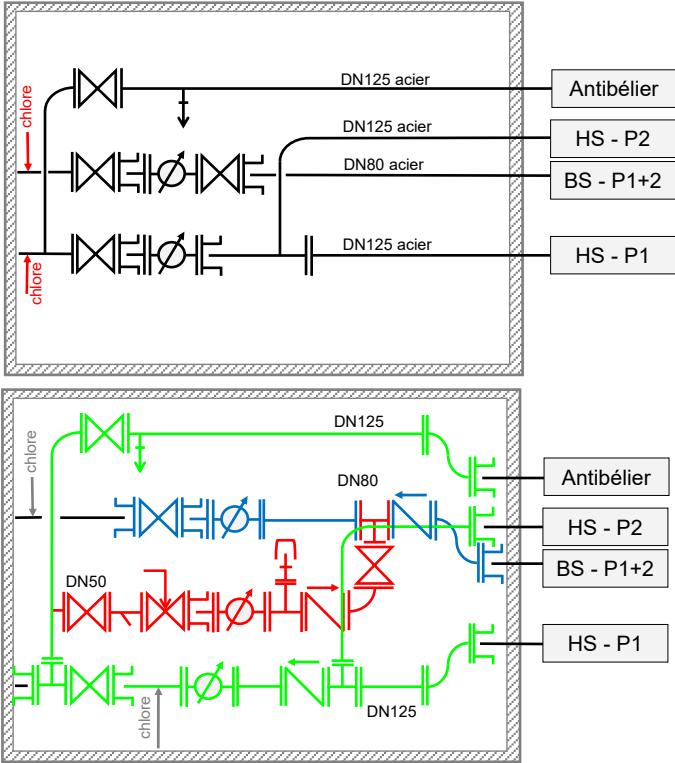 DN125 acier
Antibélier
chlore
DN125 acier
HS - P2
DN80 acier
BS - P1+2
DN125 acier
HS - P1
chlore
DN125
chlore
DN80
Antibélier
HS - P2
BS - P1+2
DN50
HS - P1
DN125
chlore